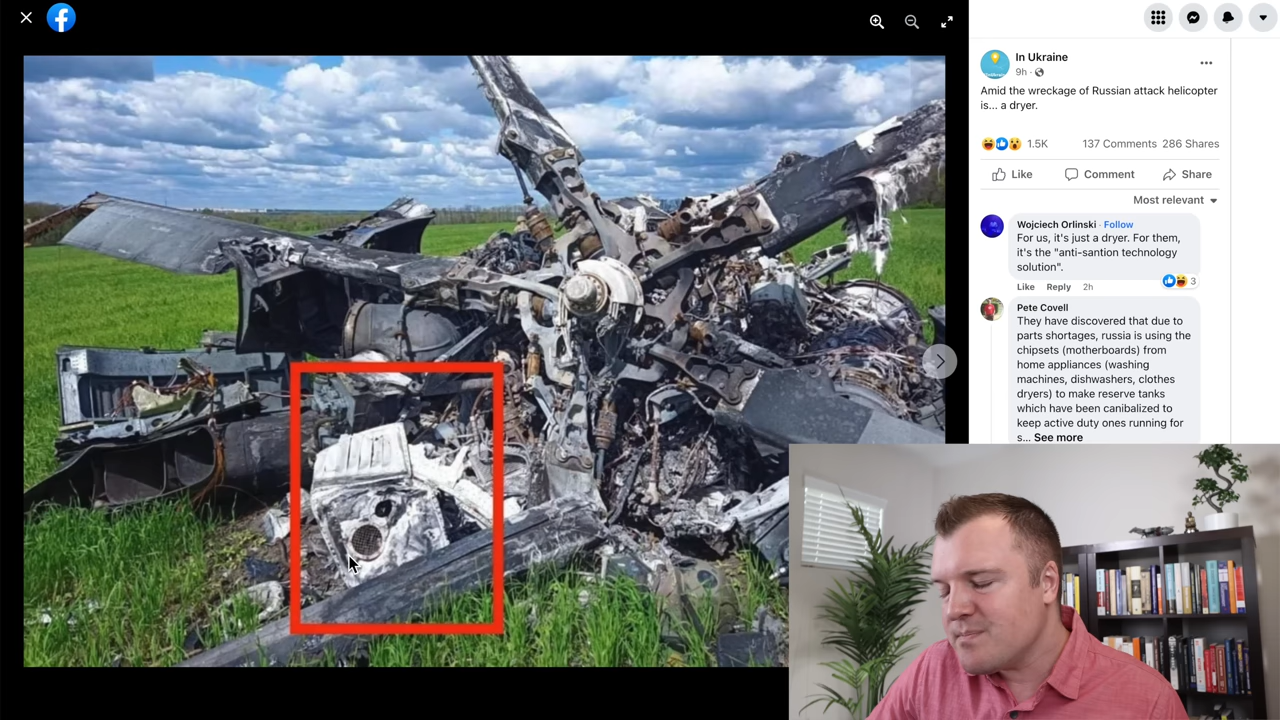 In Ukraine
9h ·
Amid the wreckage of Russian attack helicopter
is... a dryer.
1.5K
137 Comments 286 Shares
Like
Comment
Share
Most relevant
Wojciech Orlinski · Follow
For us, it's just a dryer. For them,
it's the "anti-santion technology
solution".
Like Reply 2h
3
Pete Covell
They have discovered that due to
parts shortages, russia is using the
chipsets (motherboards) from
home appliances (washing
machines, dishwashers, clothes
dryers) to make reserve tanks
which have been canibalized to
keep active duty ones running for
s... See more